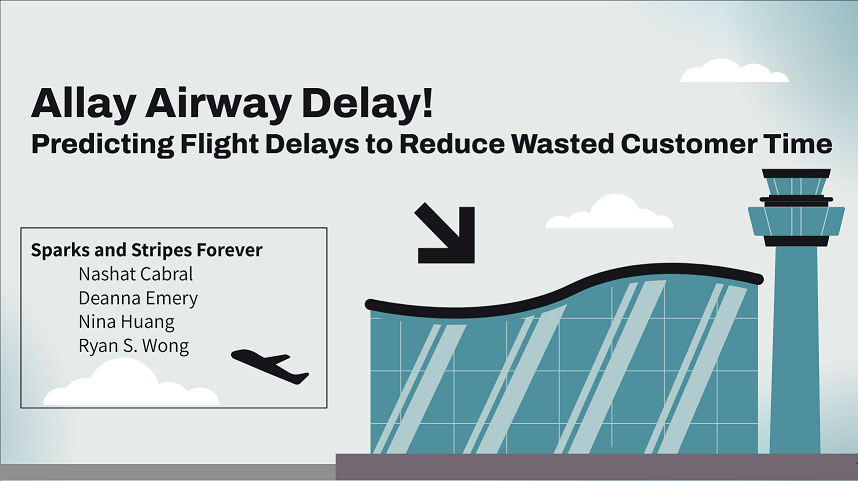 Allay Airway Delay!
Predicting Flight Delays to Reduce Wasted Customer Time
Sparks and Stripes Forever
Nashat Cabral
Deanna Emery
Nina Huang
Ryan S. Wong